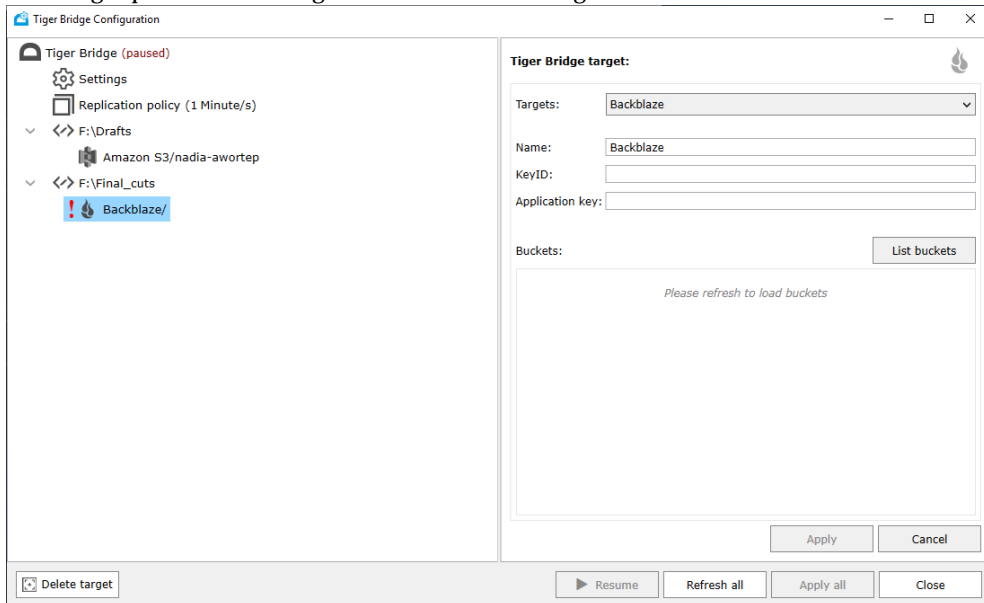 Tiger Bridge Configuration
Tiger Bridge (paused)
Settings
Replication policy (1 Minute/s)
F:\Drafts
Amazon S3/nadia-awortep
F:\Final_cuts
Backblaze/
Tiger Bridge target:
Targets: Backblaze
Name: Backblaze
KeyID:
Application key:
Buckets: List buckets
Please refresh to load buckets
Apply Cancel
Delete target Resume Refresh all Apply all Close